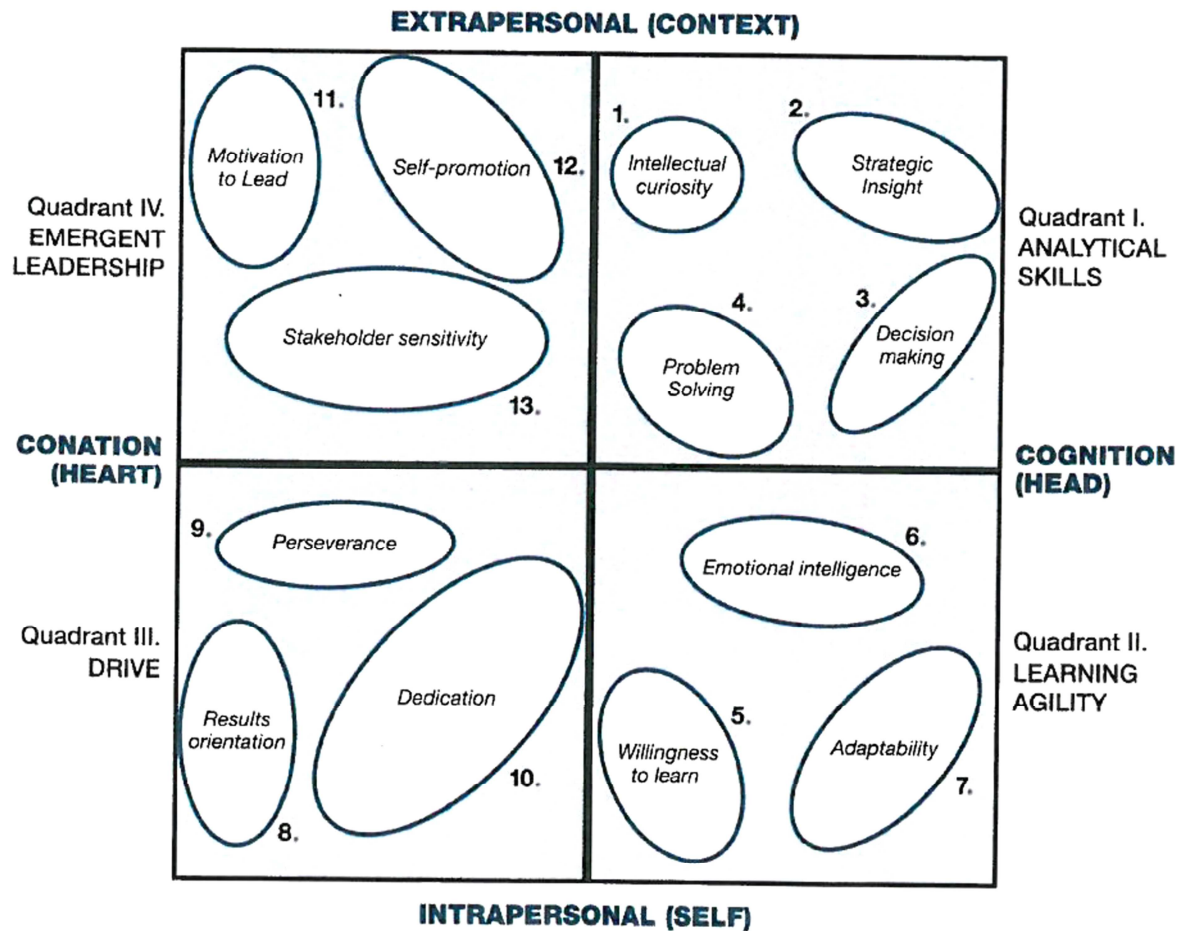 EXTRAPERSONAL (CONTEXT)
11.
Motivation
to Lead
Self-promotion
12.
1.
Intellectual
curiosity
2.
Strategic
Insight
Quadrant IV.
EMERGENT
LEADERSHIP
Quadrant I.
ANALYTICAL
SKILLS
Stakeholder sensitivity
13.
4.
Problem
Solving
3.
Decision
making
CONATION
(HEART)
COGNITION
(HEAD)
9.
Perseverance
6.
Emotional intelligence
Quadrant III.
DRIVE
Quadrant II.
LEARNING
AGILITY
Results
orientation
8.
Dedication
10.
5.
Willingness
to learn
Adaptability
7.
INTRAPERSONAL (SELF)